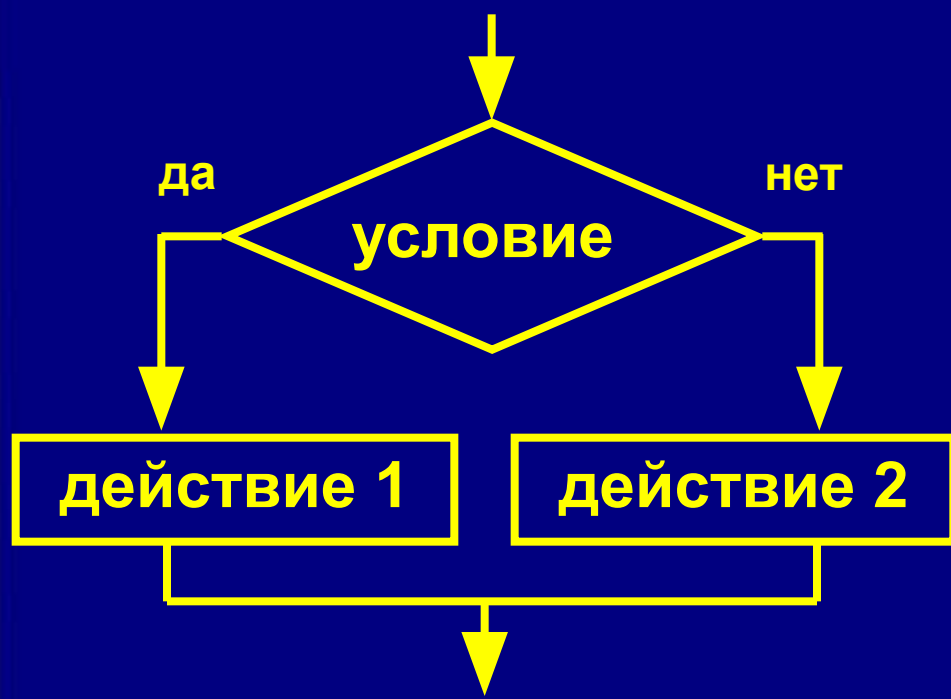 да
нет
условие
действие 1
действие 2